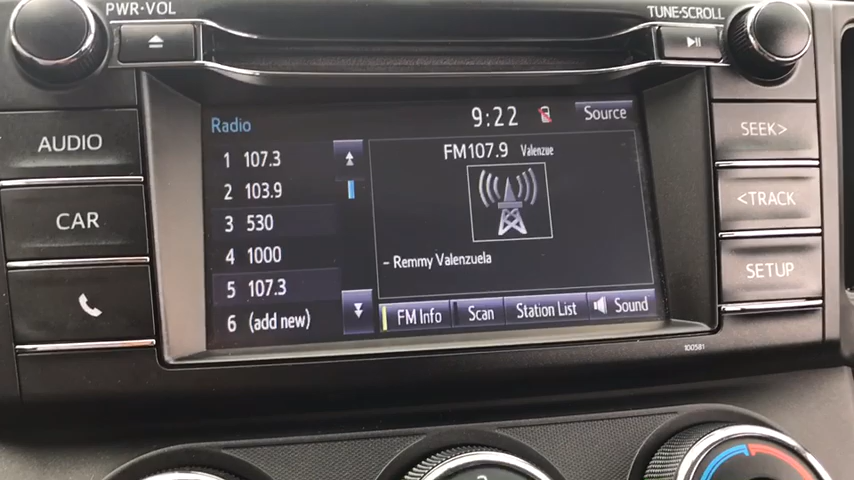 PWR·VOL
TUNE·SCROLL
AUDIO
CAR
Radio
9:22
Source
1 107.3
2 103.9
3 530
4 1000
5 107.3
6 (add new)
FM107.9 Valenzue
- Remmy Valenzuela
FM Info
Scan
Station List
Sound
SEEK>
<TRACK
SETUP
100581